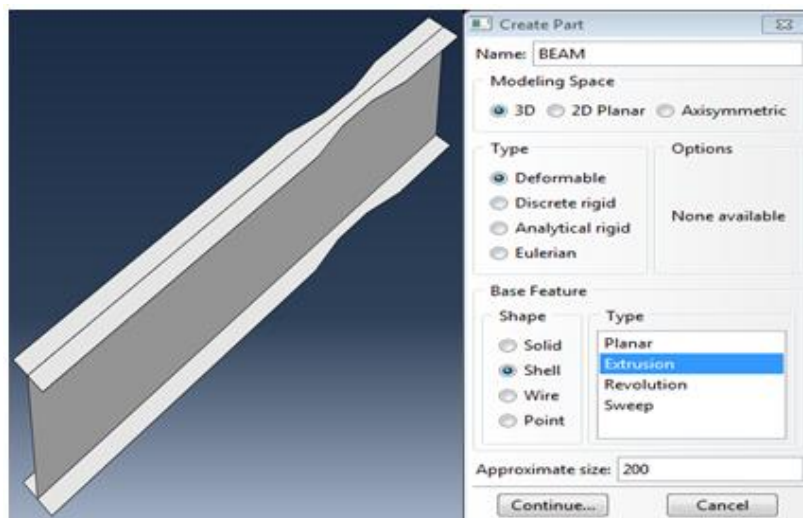 Create Part
Name: BEAM
Modeling Space
3D 2D Planar Axisymmetric
Type
Deformable
Discrete rigid
Analytical rigid
Eulerian
Options
None available
Base Feature
Shape
Solid
Shell
Wire
Point
Type
Planar
Extrusion
Revolution
Sweep
Approximate size: 200
Continue... Cancel